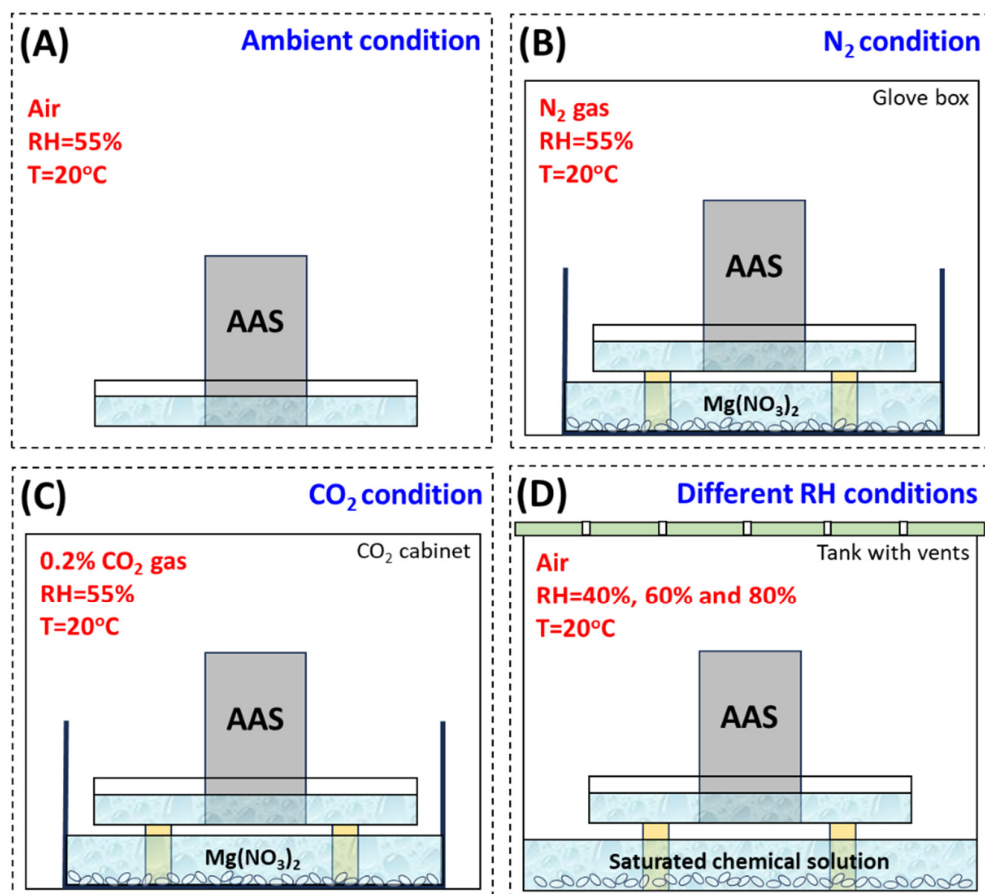 (A)
Ambient condition
Air
RH=55%
T=20°C
AAS
(B)
N₂ condition
Glove box
N₂ gas
RH=55%
T=20°C
AAS
Mg(NO₃)₂
(C)
CO₂ condition
CO₂ cabinet
0.2% CO₂ gas
RH=55%
T=20°C
AAS
Mg(NO₃)₂
(D)
Different RH conditions
Tank with vents
Air
RH=40%, 60% and 80%
T=20°C
AAS
Saturated chemical solution